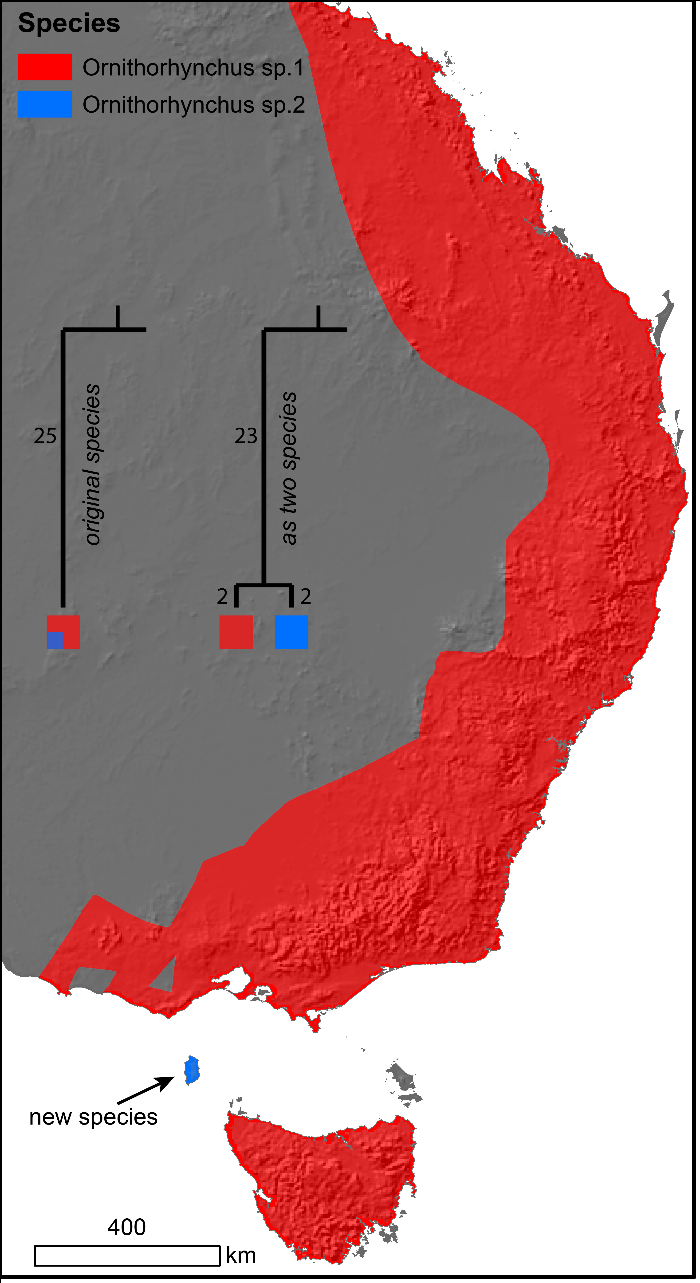 Species
Ornithorhynchus sp.1
Ornithorhynchus sp.2
25
original species
23
as two species
2
2
new species
400
km